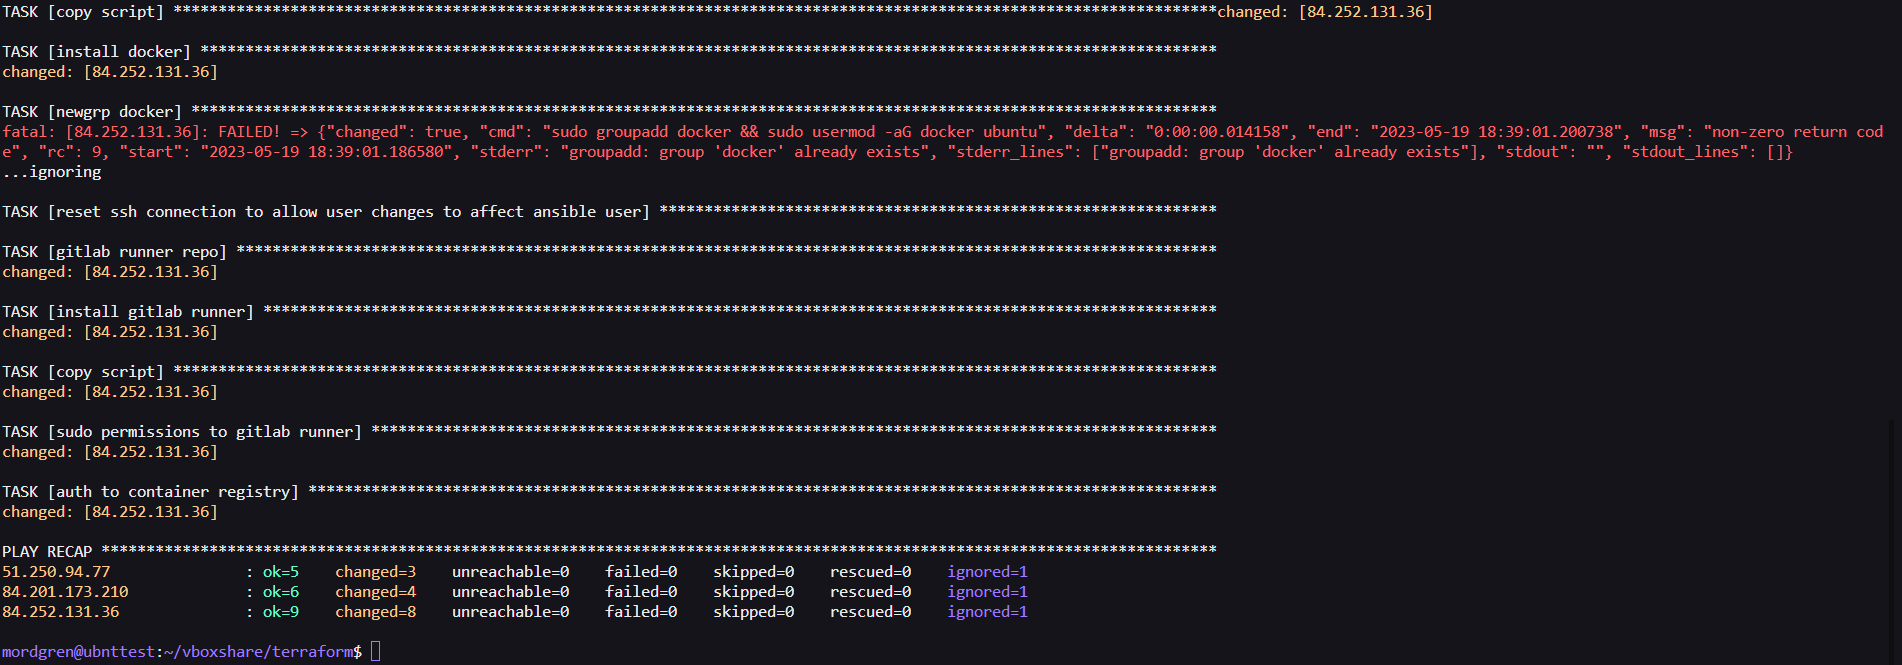 TASK [copy script] ********************************************************************************************************************changed: [84.252.131.36]
TASK [install docker] *****************************************************************************************************************
changed: [84.252.131.36]
TASK [newgrp docker] ******************************************************************************************************************
fatal: [84.252.131.36]: FAILED! => {"changed": true, "cmd": "sudo groupadd docker && sudo usermod -aG docker ubuntu", "delta": "0:00:00.014158", "end": "2023-05-19 18:39:01.200738", "msg": "non-zero return cod
e", "rc": 9, "start": "2023-05-19 18:39:01.186580", "stderr": "groupadd: group 'docker' already exists", "stderr_lines": ["groupadd: group 'docker' already exists"], "stdout": "", "stdout_lines": []}
...ignoring
TASK [reset ssh connection to allow user changes to affect ansible user] **************************************************************
TASK [gitlab runner repo] *************************************************************************************************************
changed: [84.252.131.36]
TASK [install gitlab runner] **********************************************************************************************************
changed: [84.252.131.36]
TASK [copy script] ********************************************************************************************************************
changed: [84.252.131.36]
TASK [sudo permissions to gitlab runner] **********************************************************************************************
changed: [84.252.131.36]
TASK [auth to container registry] *****************************************************************************************************
changed: [84.252.131.36]
PLAY RECAP ****************************************************************************************************************************
51.250.94.77               : ok=5    changed=3    unreachable=0    failed=0    skipped=0    rescued=0    ignored=1
84.201.173.210             : ok=6    changed=4    unreachable=0    failed=0    skipped=0    rescued=0    ignored=1
84.252.131.36              : ok=9    changed=8    unreachable=0    failed=0    skipped=0    rescued=0    ignored=1
mordgren@ubnttest:~/vboxshare/terraform$